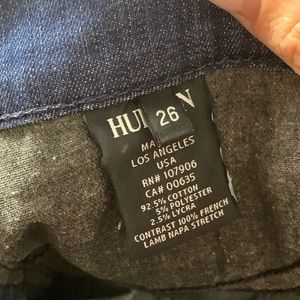 HU N
26
MA
LOS ANGELES
USA
RN# 107906
CA# 00635
92.5% COTTON
5% POLYESTER
2.5% LYCRA
CONTRAST 100% FRENCH
LAMB NAPA STRETCH